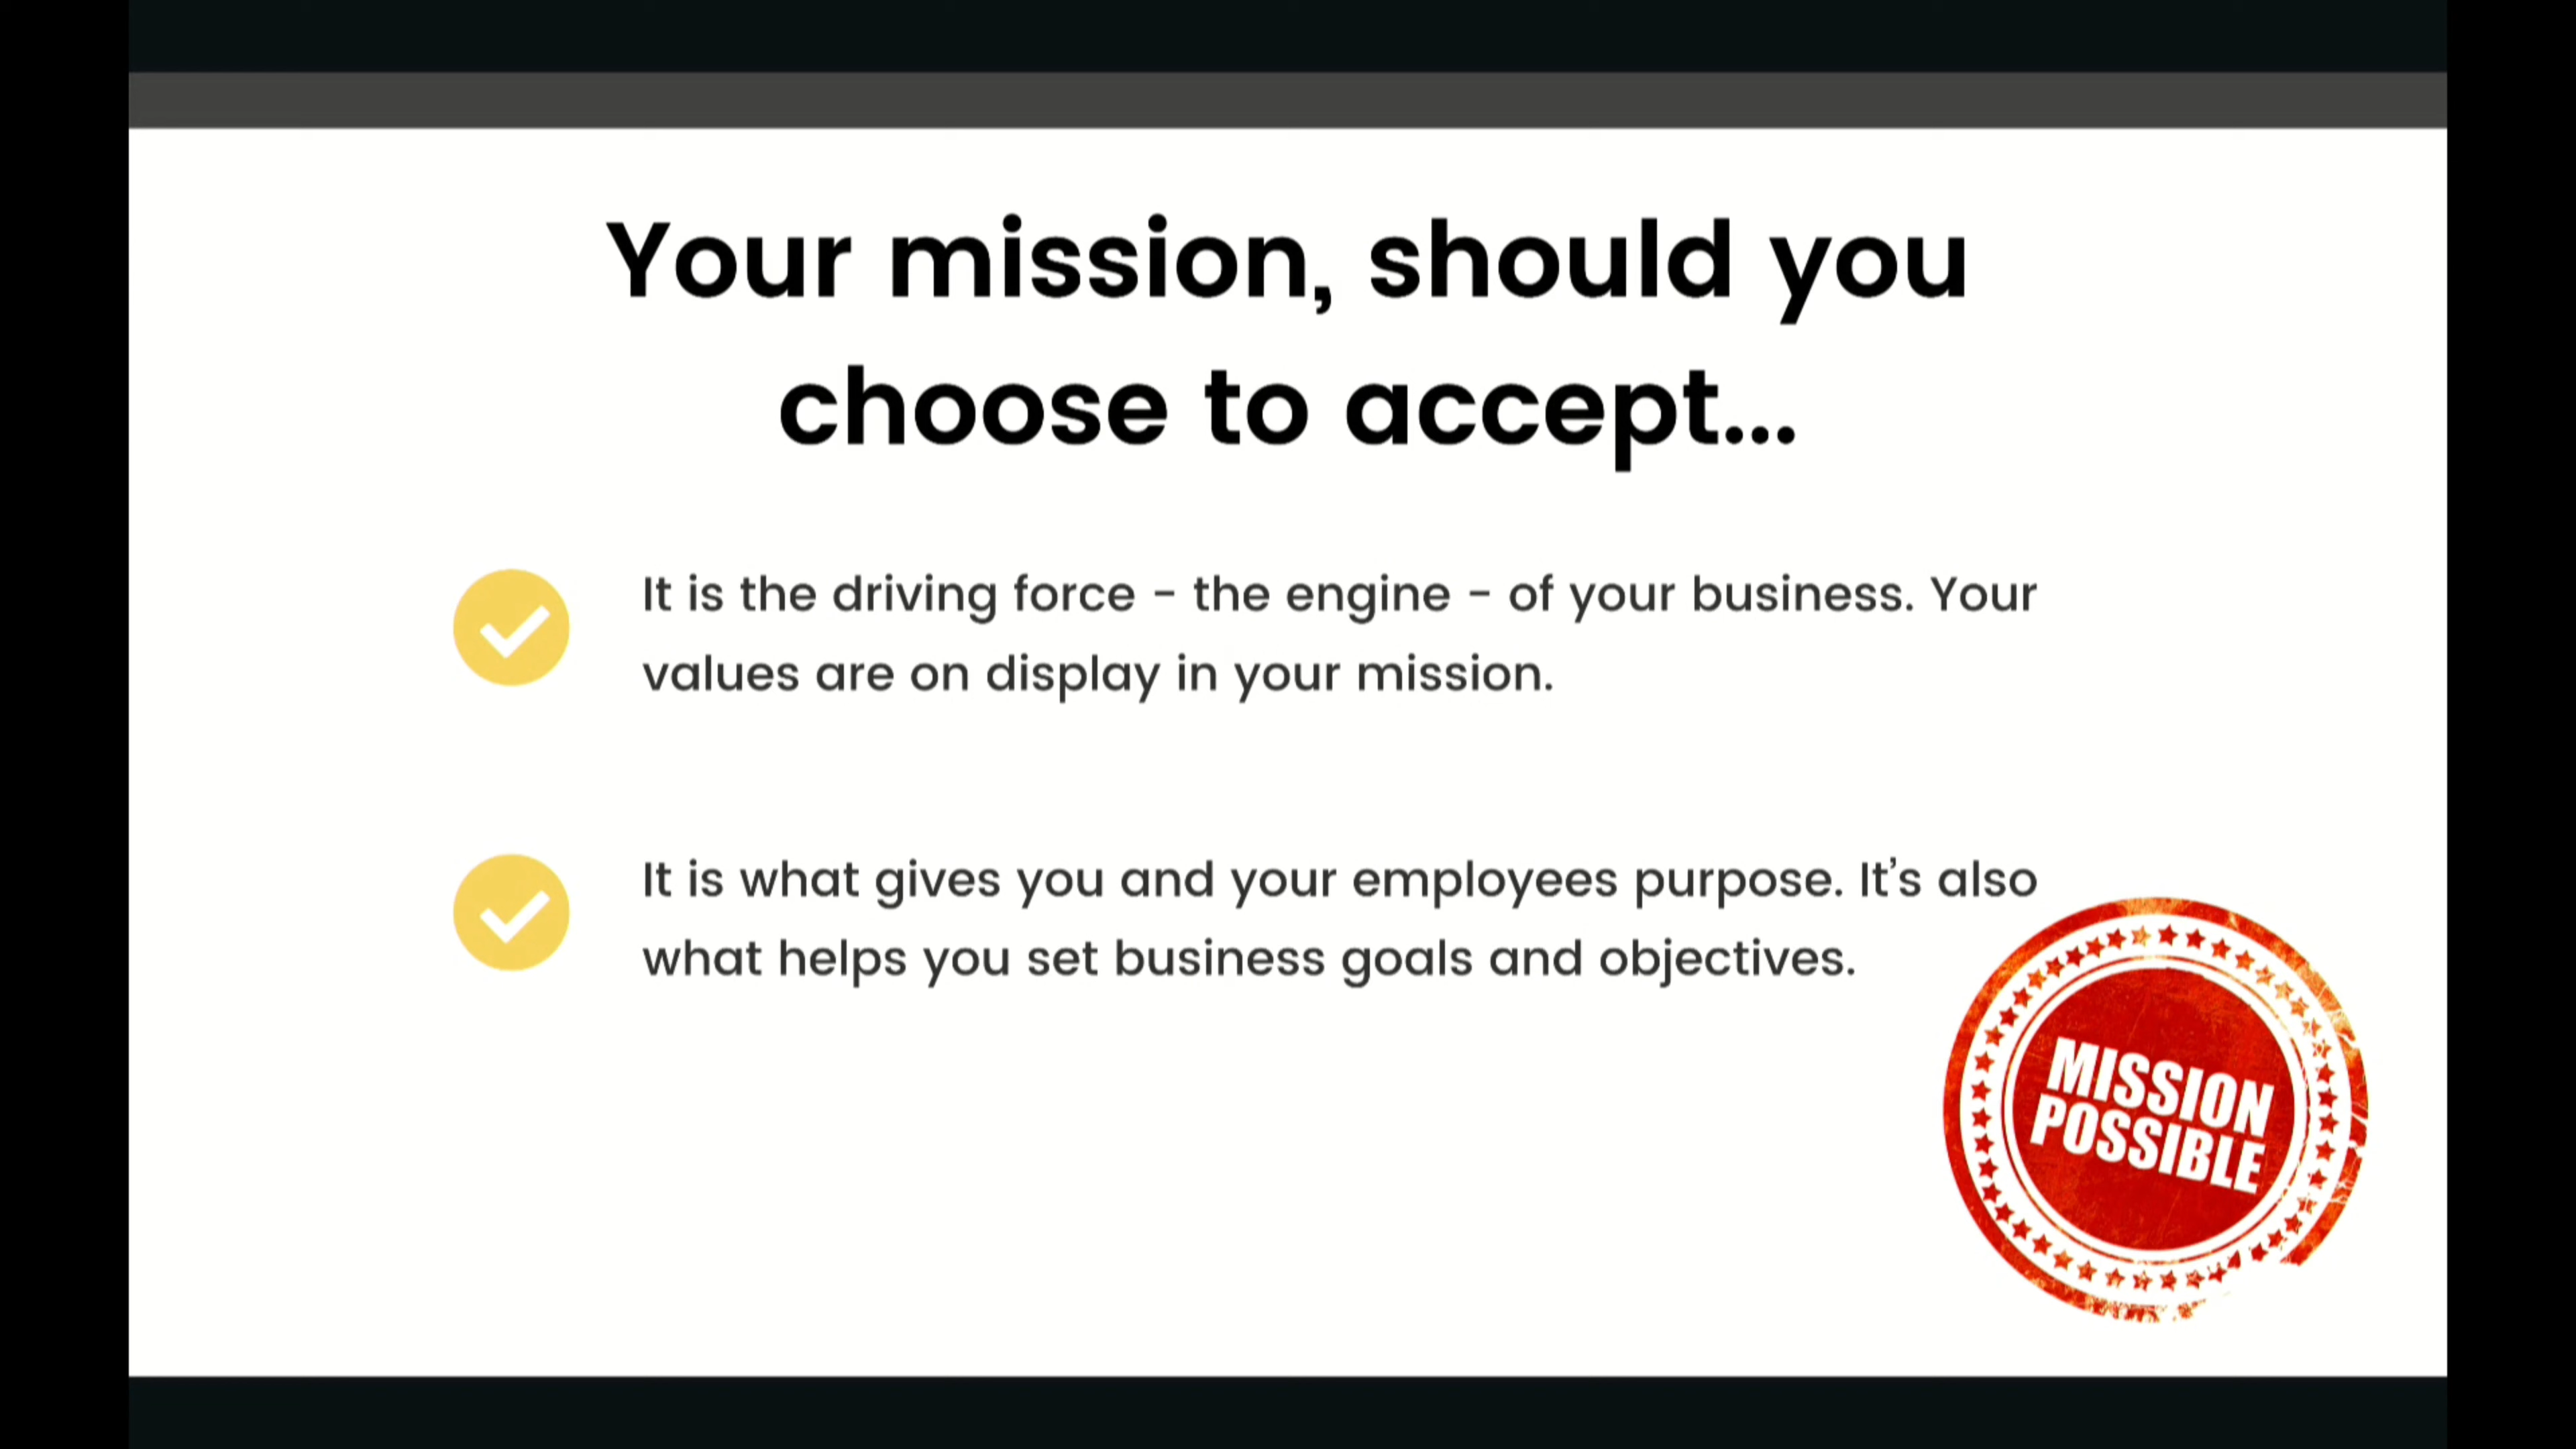 Your mission, should you
choose to accept...
It is the driving force - the engine - of your business. Your
values are on display in your mission.
It is what gives you and your employees purpose. It's also
what helps you set business goals and objectives.
MISSION
POSSIBLE